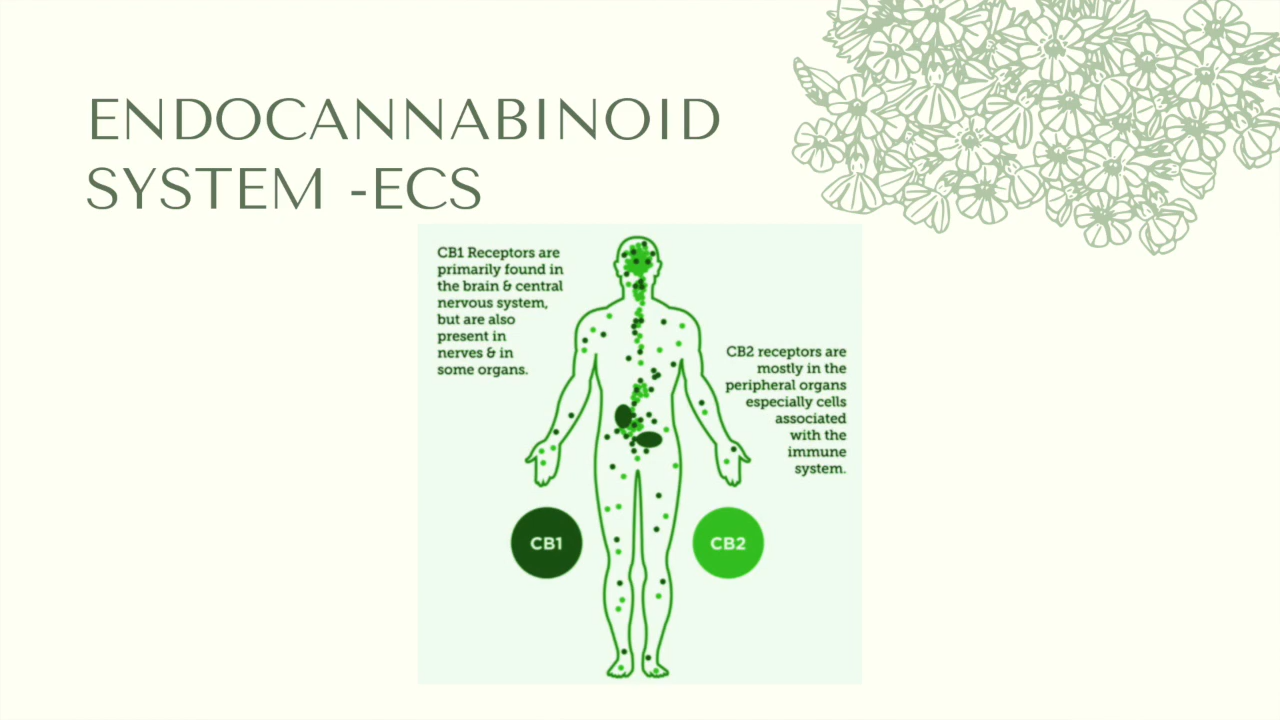 ENDOCANNABINOID
SYSTEM -ECS
CB1 Receptors are
primarily found in
the brain & central
nervous system,
but are also
present in
nerves & in
some organs.
CB2 receptors are
mostly in the
peripheral organs
especially cells
associated
with the
immune
system.
CB1
CB2